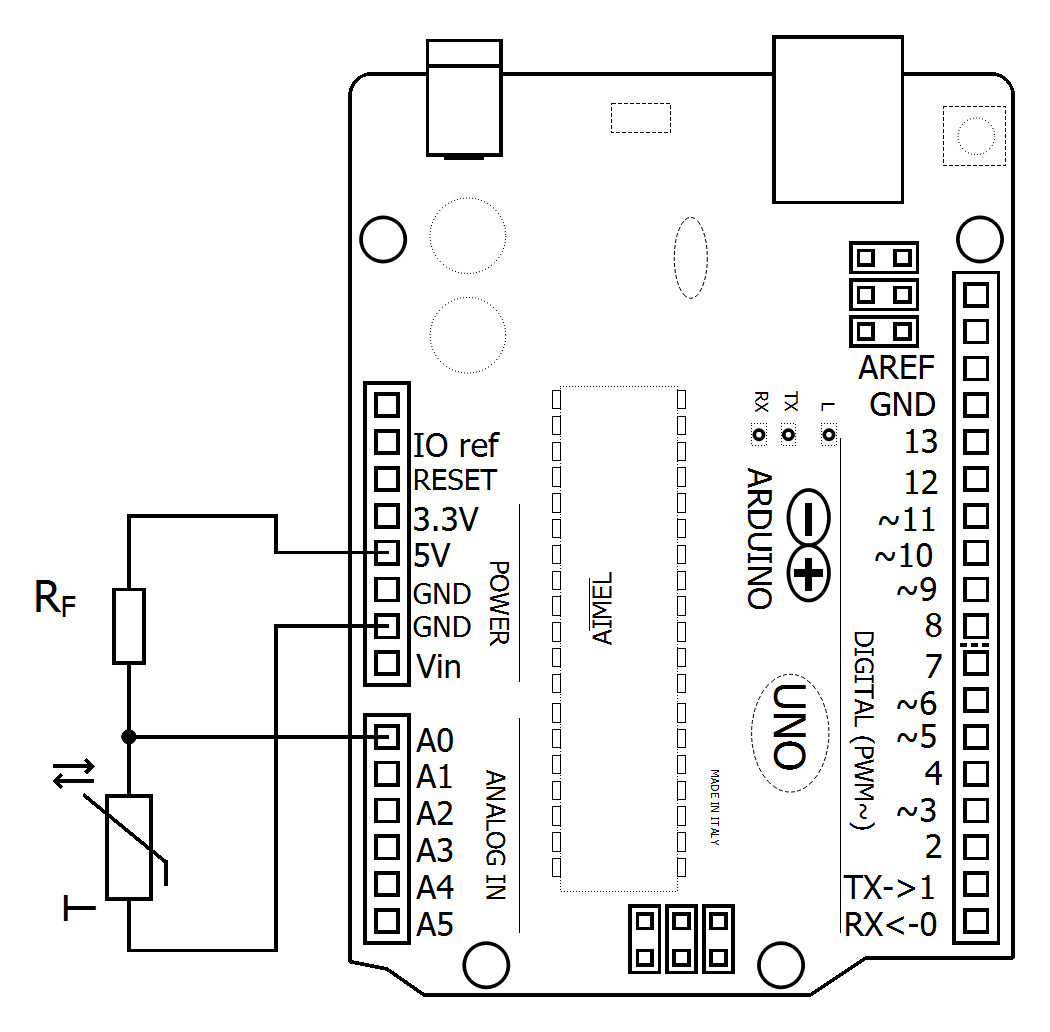 R_F
T
IO ref
RESET
3.3V
5V
GND
GND
Vin
POWER
A0
A1
A2
A3
A4
A5
ANALOG IN
AIMEL
RX
TX
L
ARDUINO
UNO
MADE IN ITALY
DIGITAL (PWM~)
AREF
GND
13
12
~11
~10
~9
8
7
~6
~5
4
~3
2
TX->1
RX<-0